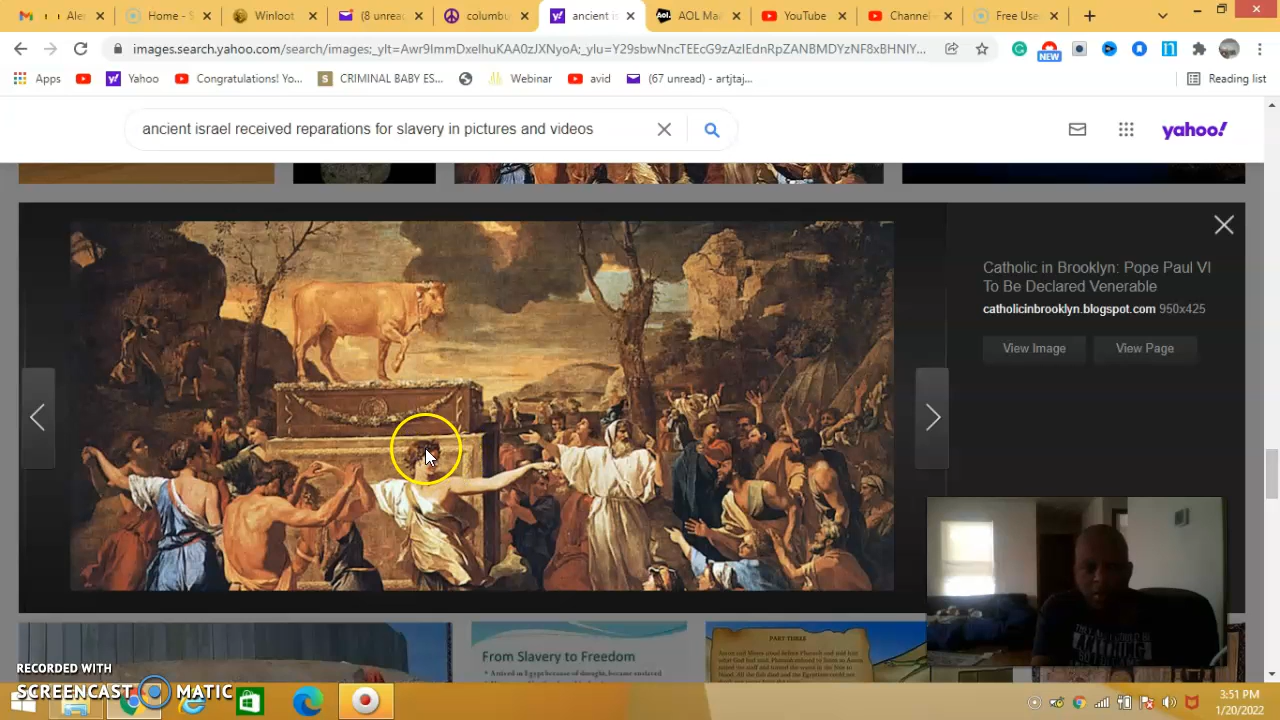 Ale
Home - S
Winloot
(8 unrea
columbu
ancient is
AOL Ma
YouTube
Channel
Free Use
images.search.yahoo.com/search/images;_ylt=
NEW
Apps
Yahoo
Congratulations! Yo...
CRIMINAL BABY ES...
Webinar
avid
(67 unread) - artjtaj...
Reading list
ancient israel received reparations for slavery in pictures and videos
yahoo!
Catholic in Brooklyn: Pope Paul VI
To Be Declared Venerable
catholicinbrooklyn.blogspot.com 950x425
View Image
View Page
From Slavery to Freedom
PART THREE
RECORDED WITH
SCREENCAST MATIC
3:51 PM
1/20/2022